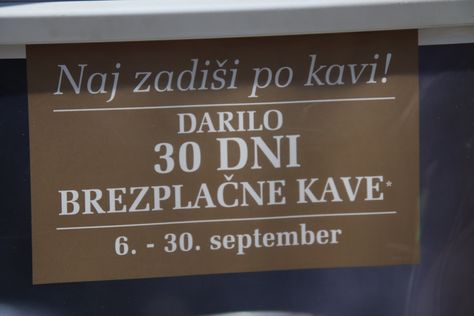 Naj zadiši po kavi!
DARILO
30 DNI
BREZPLAČNE KAVE*
6. - 30. september